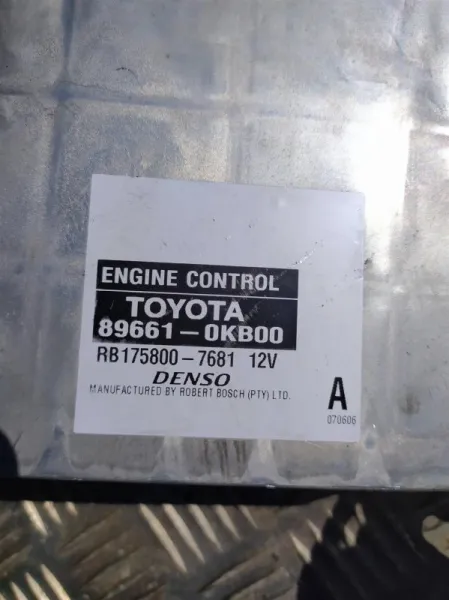 ENGINE CONTROL
TOYOTA
89661-0KB00
RB175800-7681 12V
DENSO
MANUFACTURED BY ROBERT BOSCH (PTY) LTD.
A
070606